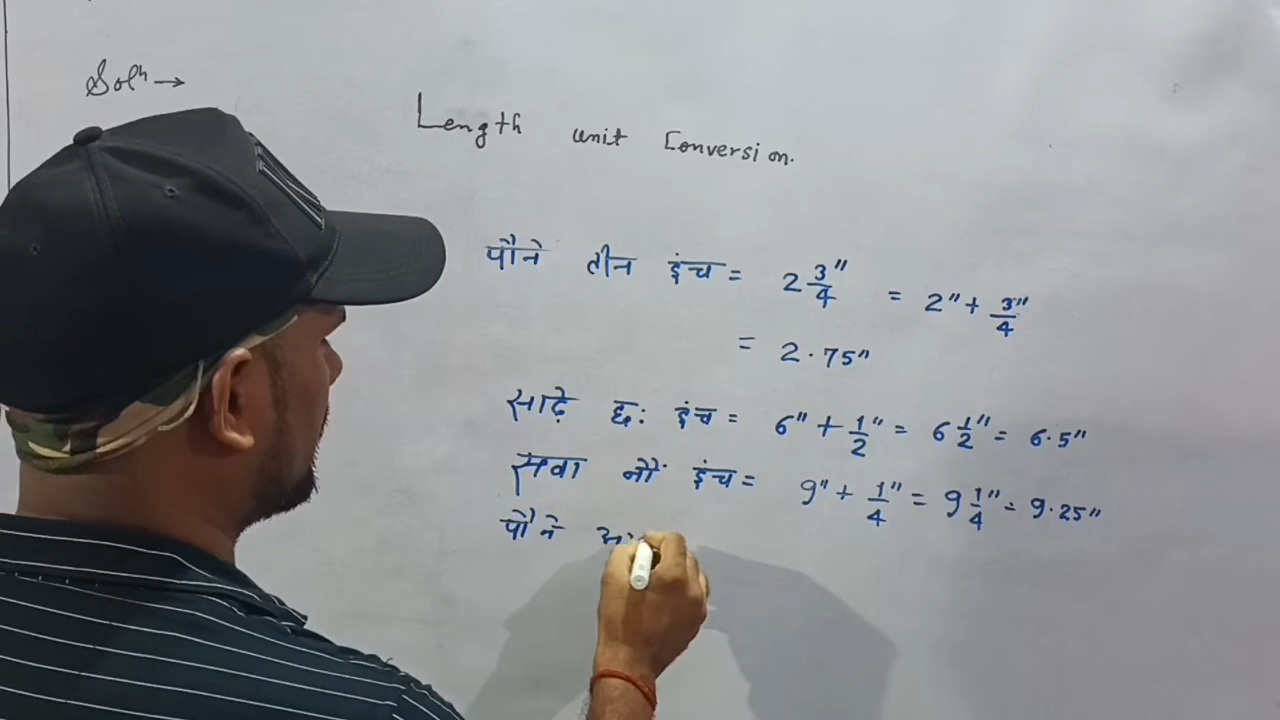 Solⁿ →
Length unit Conversion.
पौने तीन इंच = 2 3/4" = 2" + 3/4"
= 2.75"
साढ़े छः इंच = 6" + 1/2" = 6 1/2" = 6.5"
सवा नौ इंच = 9" + 1/4" = 9 1/4" = 9.25"
पौने